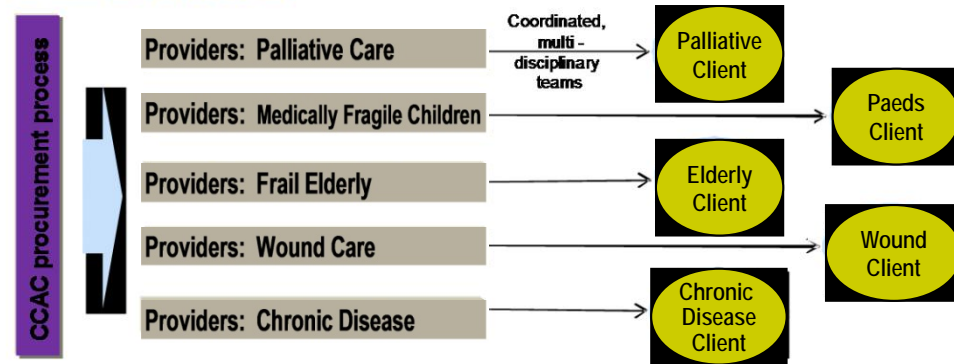 CCAC procurement process
Providers: Palliative Care
Coordinated,
multi -
disciplinary
teams
Palliative
Client
Providers: Medically Fragile Children
Paeds
Client
Providers: Frail Elderly
Elderly
Client
Providers: Wound Care
Wound
Client
Providers: Chronic Disease
Chronic
Disease
Client